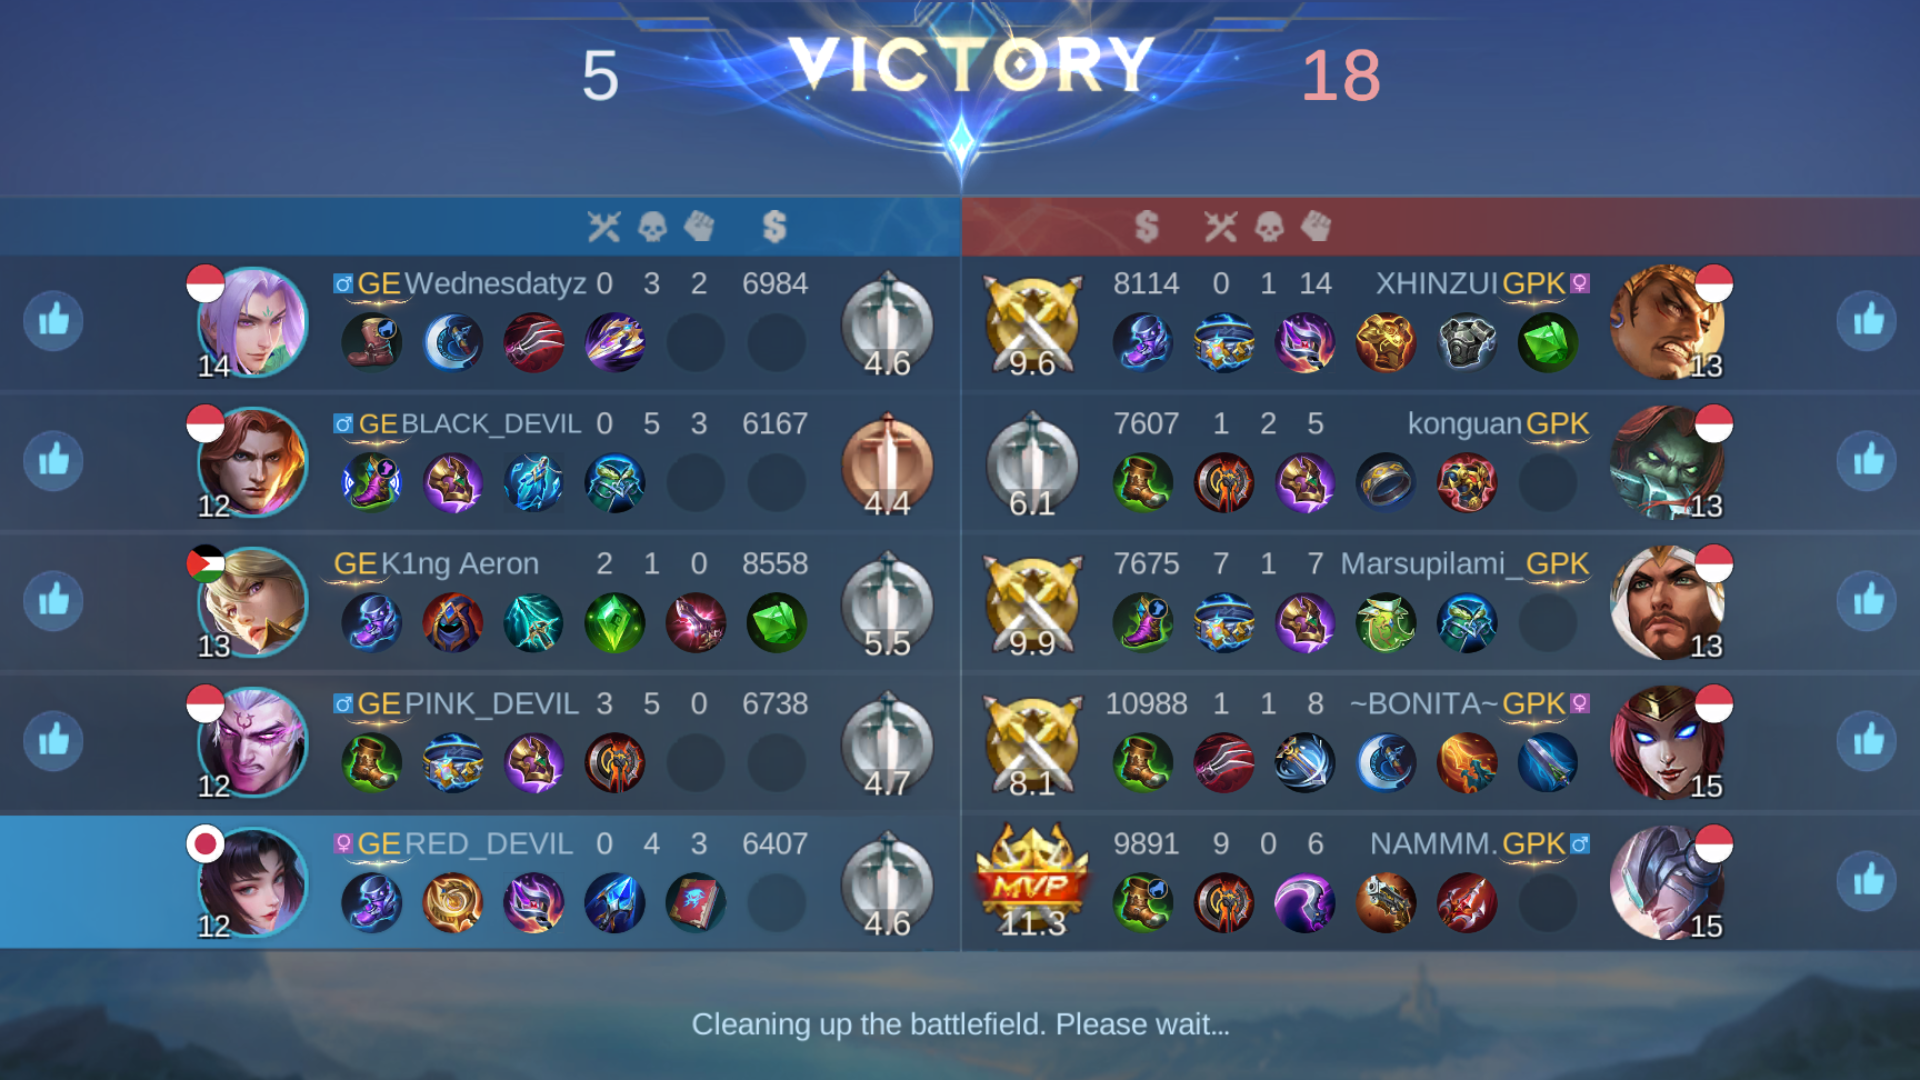 5 VICTORY 18
GEWednesdatyz 0 3 2 6984
14 4.6
8114 0 1 14 XHINZUIGPK
9.6 13
GEBLACK_DEVIL 0 5 3 6167
12 4.4
7607 1 2 5 konguanGPK
6.1 13
GEK1ng Aeron 2 1 0 8558
13 5.5
7675 7 1 7 Marsupilami_GPK
9.9 13
GEPINK_DEVIL 3 5 0 6738
12 4.7
10988 1 1 8 ~BONITA~GPK
8.1 15
GERED_DEVIL 0 4 3 6407
12 4.6
9891 9 0 6 NAMMM.GPK
MVP
11.3 15
Cleaning up the battlefield. Please wait...